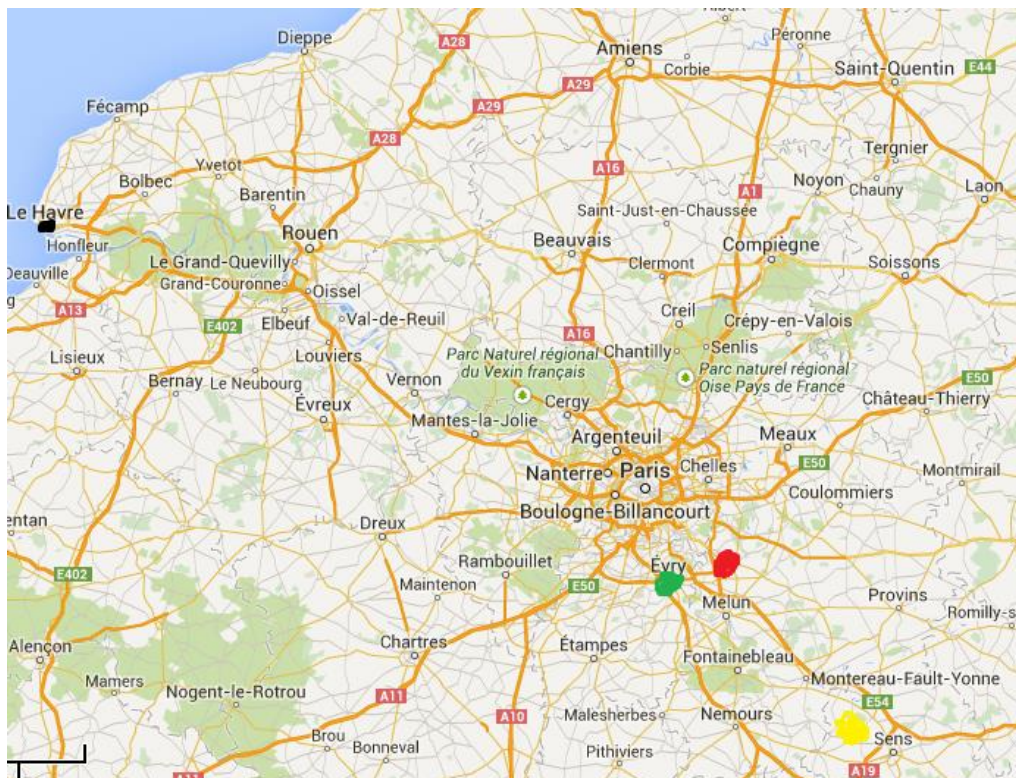 Albert
Dieppe
A28
Amiens
Péronne
Corbie
Saint-Quentin
E44
Fécamp
A29
A29
A28
Yvetot
A16
Tergnier
Bolbec
Barentin
A1
Noyon
Chauny
Laon
Le Havre
Saint-Just-en-Chaussée
Rouen
Beauvais
Compiègne
Honfleur
Le Grand-Quevilly
Clermont
Soissons
Deauville
Grand-Couronne
Oissel
A13
E402
Elbeuf
Val-de-Reuil
A16
Creil
Crépy-en-Valois
Lisieux
Louviers
Parc Naturel régional
du Vexin français
Chantilly
Senlis
Parc naturel régional
Oise Pays de France
E50
Bernay
Le Neubourg
Vernon
Évreux
Cergy
Château-Thierry
Mantes-la-Jolie
Argenteuil
Meaux
Nanterre
Paris
Chelles
E50
Montmirail
Boulogne-Billancourt
Coulommiers
entan
Dreux
Rambouillet
Évry
E402
Maintenon
E50
Melun
Provins
Romilly-s
Alençon
Chartres
Étampes
Fontainebleau
Mamers
Nogent-le-Rotrou
A11
Montereau-Fault-Yonne
E54
A10
Malesherbes
Nemours
Brou
Bonneval
Pithiviers
Sens
A19
A11